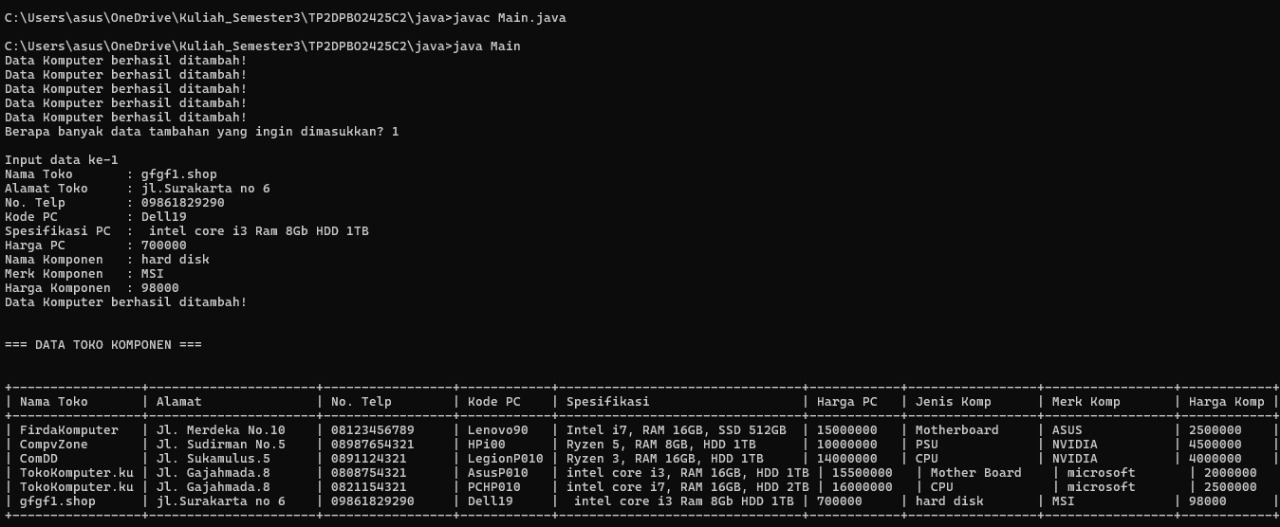 C:\Users\asus\OneDrive\Kuliah_Semester3\TP2DPBO2425C2\java>javac Main.java
C:\Users\asus\OneDrive\Kuliah_Semester3\TP2DPBO2425C2\java>java Main
Data Komputer berhasil ditambah!
Data Komputer berhasil ditambah!
Data Komputer berhasil ditambah!
Data Komputer berhasil ditambah!
Data Komputer berhasil ditambah!
Berapa banyak data tambahan yang ingin dimasukkan? 1
Input data ke-1
Nama Toko       : gfgf1.shop
Alamat Toko     : jl.Surakarta no 6
No. Telp        : 09861829290
Kode PC         : Dell19
Spesifikasi PC  :  intel core i3 Ram 8Gb HDD 1TB
Harga PC        : 700000
Nama Komponen   : hard disk
Merk Komponen   : MSI
Harga Komponen  : 98000
Data Komputer berhasil ditambah!
=== DATA TOKO KOMPONEN ===
+-----------------+----------------------+-----------------+------------+--------------------------------+------------+-----------------+-----------------+------------+
| Nama Toko       | Alamat               | No. Telp        | Kode PC    | Spesifikasi                    | Harga PC   | Jenis Komp      | Merk Komp       | Harga Komp |
+-----------------+----------------------+-----------------+------------+--------------------------------+------------+-----------------+-----------------+------------+
| FirdaKomputer   | Jl. Merdeka No.10    | 08123456789     | Lenovo90   | Intel i7, RAM 16GB, SSD 512GB  | 15000000   | Motherboard     | ASUS            | 2500000    |
| CompvZone       | Jl. Sudirman No.5    | 08987654321     | HPi00      | Ryzen 5, RAM 8GB, HDD 1TB      | 10000000   | PSU             | NVIDIA          | 4500000    |
| ComDD           | Jl. Sukamulus.5      | 0891124321      | LegionP010 | Ryzen 3, RAM 16GB, HDD 1TB     | 14000000   | CPU             | NVIDIA          | 4000000    |
| TokoKomputer.ku | Jl. Gajahmada.8      | 0808754321      | AsusP010   | intel core i3, RAM 16GB, HDD 1TB | 15500000   | Mother Board    | microsoft       | 2000000    |
| TokoKomputer.ku | Jl. Gajahmada.8      | 0821154321      | PCHP010    | intel core i7, RAM 16GB, HDD 2TB | 16000000   | CPU             | microsoft       | 2500000    |
| gfgf1.shop      | jl.Surakarta no 6    | 09861829290     | Dell19     |  intel core i3 Ram 8Gb HDD 1TB | 700000     | hard disk       | MSI             | 98000      |
+-----------------+----------------------+-----------------+------------+--------------------------------+------------+-----------------+-----------------+------------+